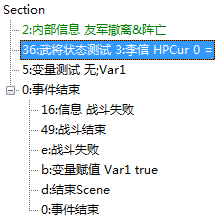 Section
2:内部信息 友军撤离&阵亡
36:武将状态测试 3:李信 HPCur 0 =
5:变量测试 无;Var1
0:事件结束
16:信息 战斗失败
49:战斗结束
e:战斗失败
b:变量赋值 Var1 true
d:结束Scene
0:事件结束